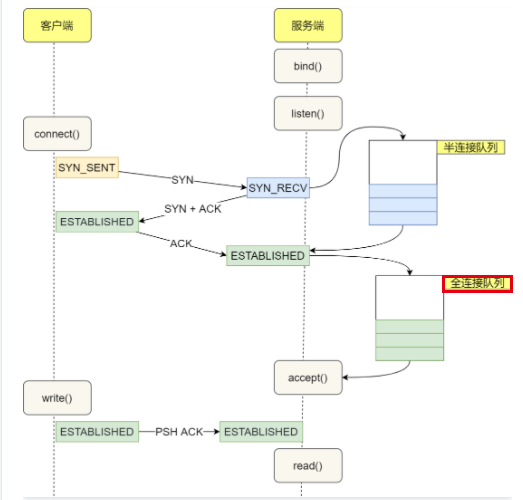 客户端
服务端
bind()
listen()
connect()
半连接队列
SYN_SENT
SYN
SYN_RECV
SYN + ACK
ESTABLISHED
ACK
ESTABLISHED
全连接队列
accept()
write()
ESTABLISHED
PSH ACK
ESTABLISHED
read()